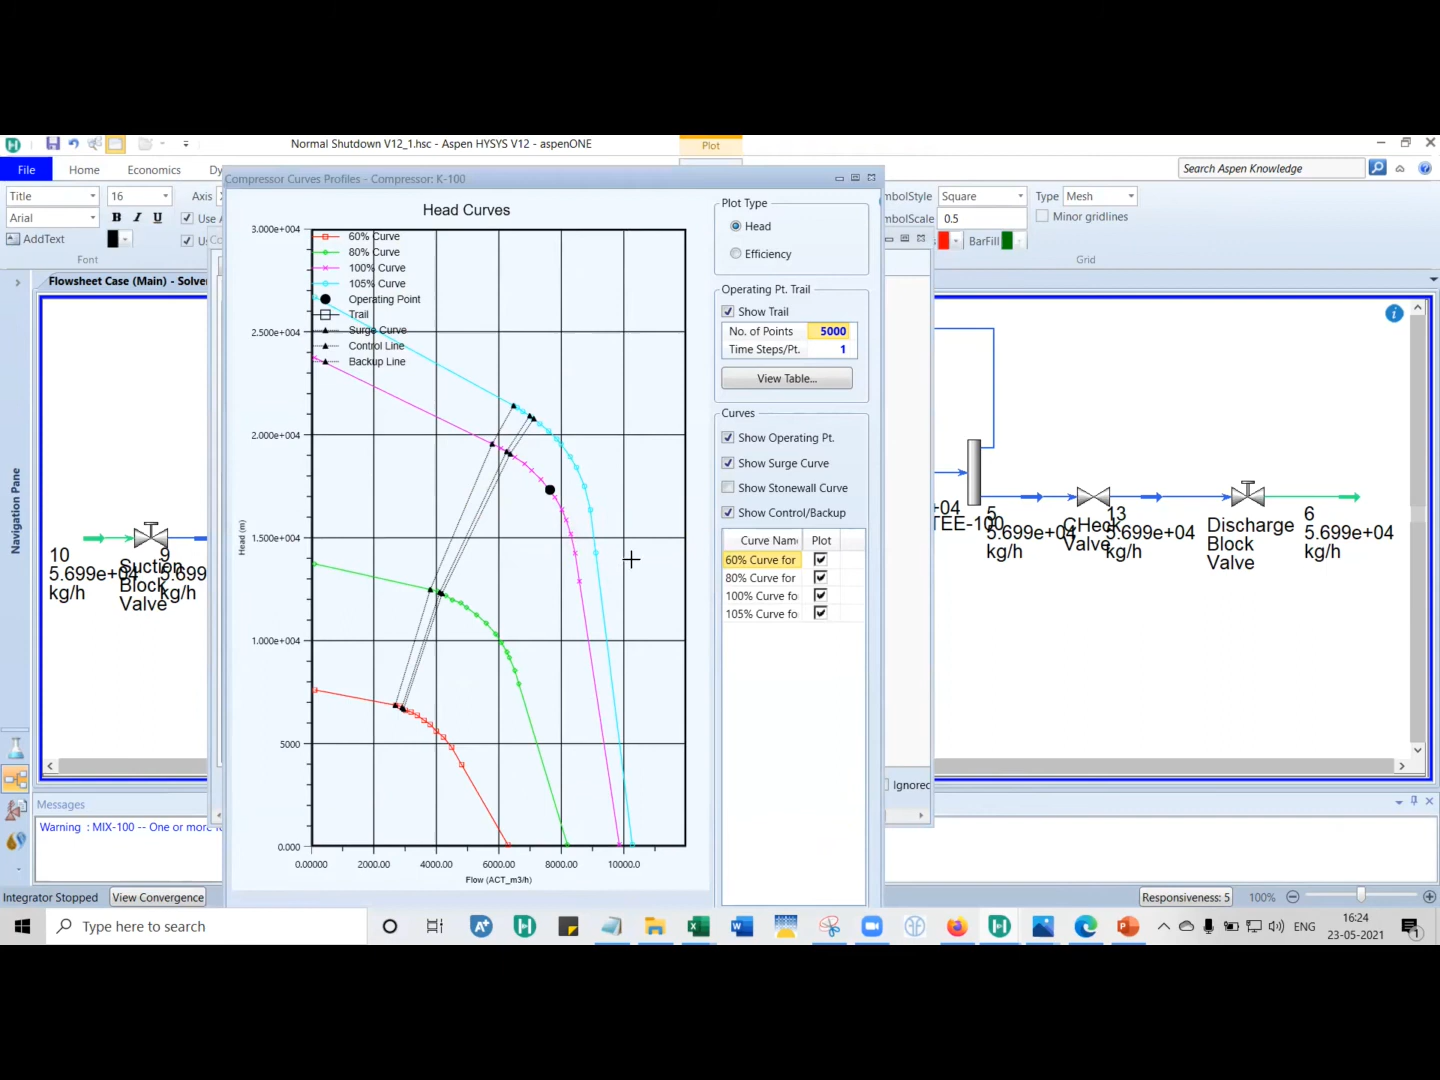 Normal Shutdown V12_1.hsc - Aspen HYSYS V12 - aspenONE
Plot
File
Home
Economics
Search Aspen Knowledge
Title
16
Axis
Arial
B I U
AddText
Font
Square
Type
Mesh
0.5
Minor gridlines
BarFill
Grid
Compressor Curves Profiles - Compressor: K-100
Flowsheet Case (Main) - Solver
Navigation Pane
Head Curves
60% Curve
80% Curve
100% Curve
105% Curve
Operating Point
Trail
Surge Curve
Control Line
Backup Line
3.000e+004
2.500e+004
2.000e+004
1.500e+004
1.000e+004
5000
0.000
Head (m)
0.00000
2000.00
4000.00
6000.00
8000.00
10000.0
Flow (ACT_m3/h)
Plot Type
Head
Efficiency
Operating Pt. Trail
Show Trail
No. of Points 5000
Time Steps/Pt. 1
View Table...
Curves
Show Operating Pt.
Show Surge Curve
Show Stonewall Curve
Show Control/Backup
Curve Nam Plot
60% Curve for
80% Curve for
100% Curve fo
105% Curve fo
10
5.699e+04
kg/h
Suction
Block
Valve
9
5.699
kg/h
+04
TEE-100
5
5.699e+04
kg/h
CHeck
Valve
13
5.699e+04
kg/h
Discharge
Block
Valve
6
5.699e+04
kg/h
Ignored
Messages
Warning : MIX-100 -- One or more
Integrator Stopped
View Convergence
Responsiveness: 5
100%
Type here to search
ENG
16:24
23-05-2021